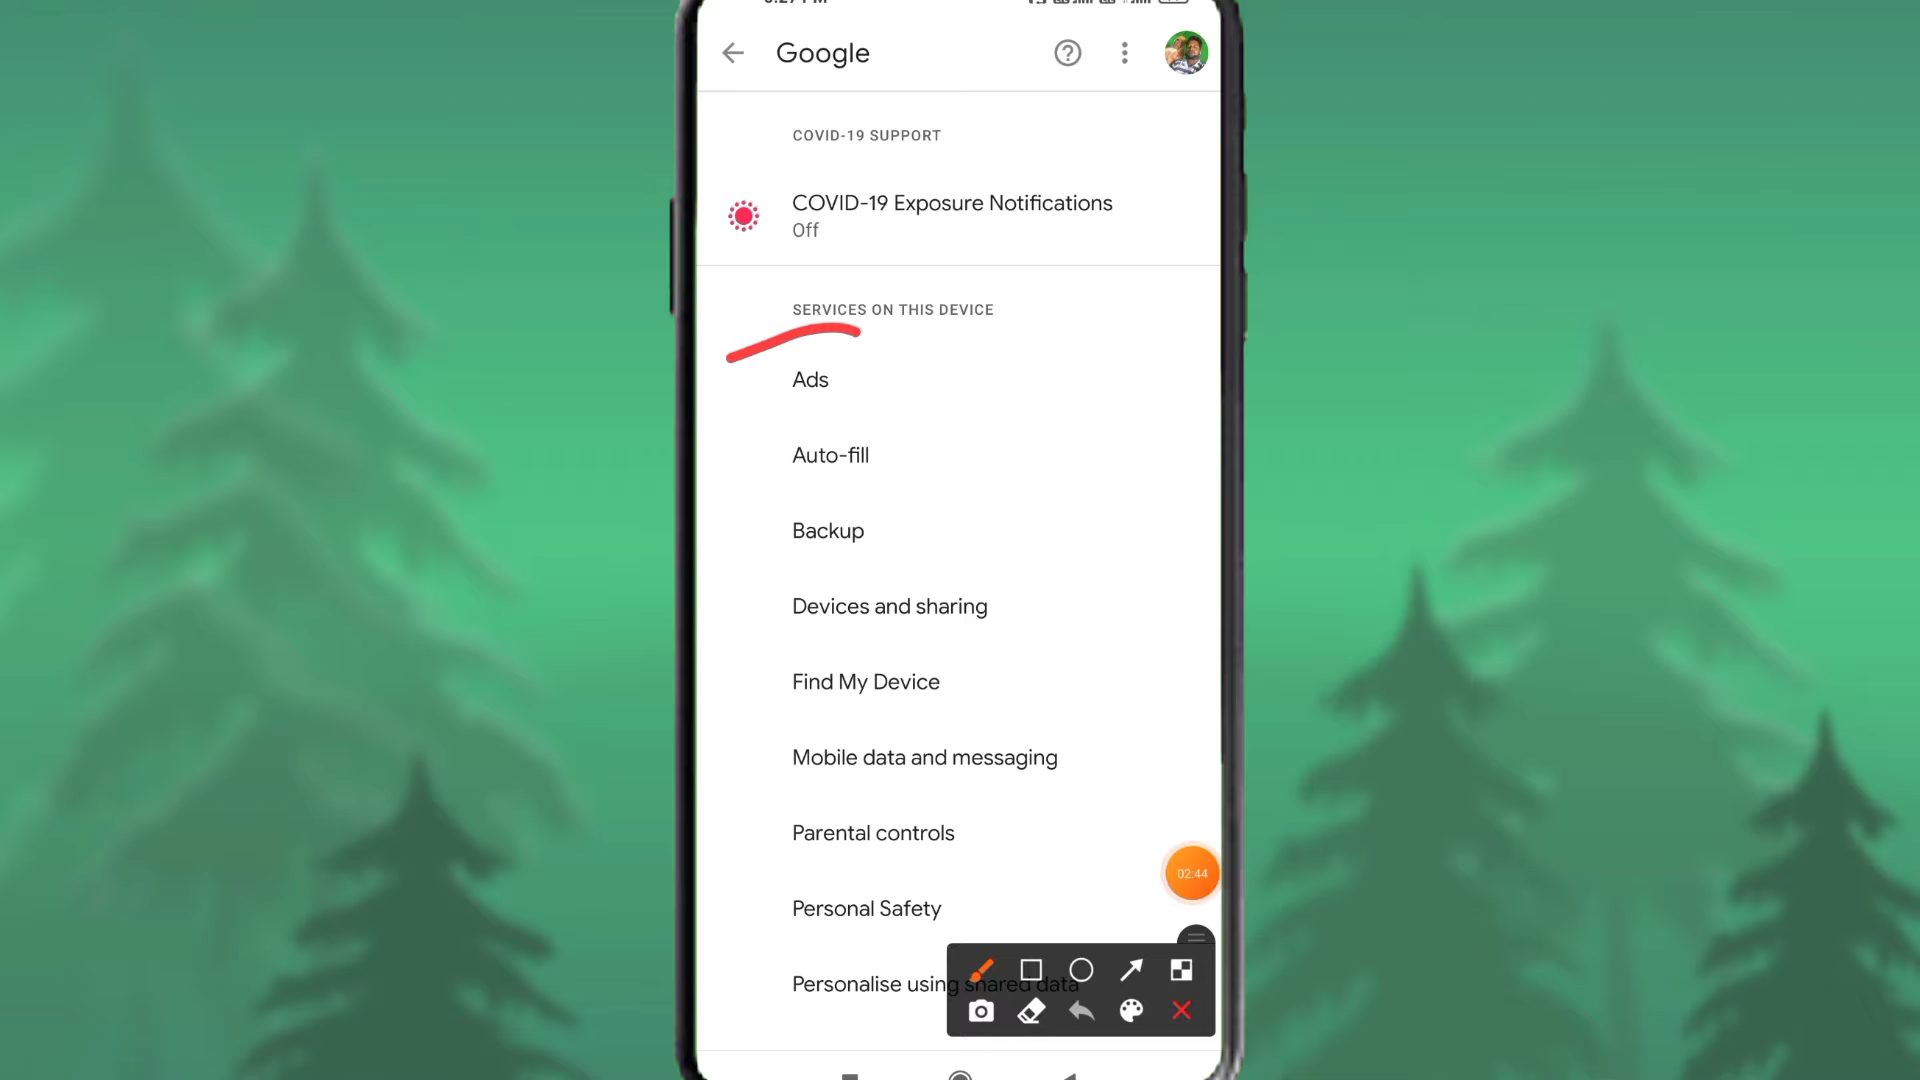 Google
COVID-19 SUPPORT
COVID-19 Exposure Notifications
Off
SERVICES ON THIS DEVICE
Ads
Auto-fill
Backup
Devices and sharing
Find My Device
Mobile data and messaging
Parental controls
02:44
Personal Safety
Personalise using shared data